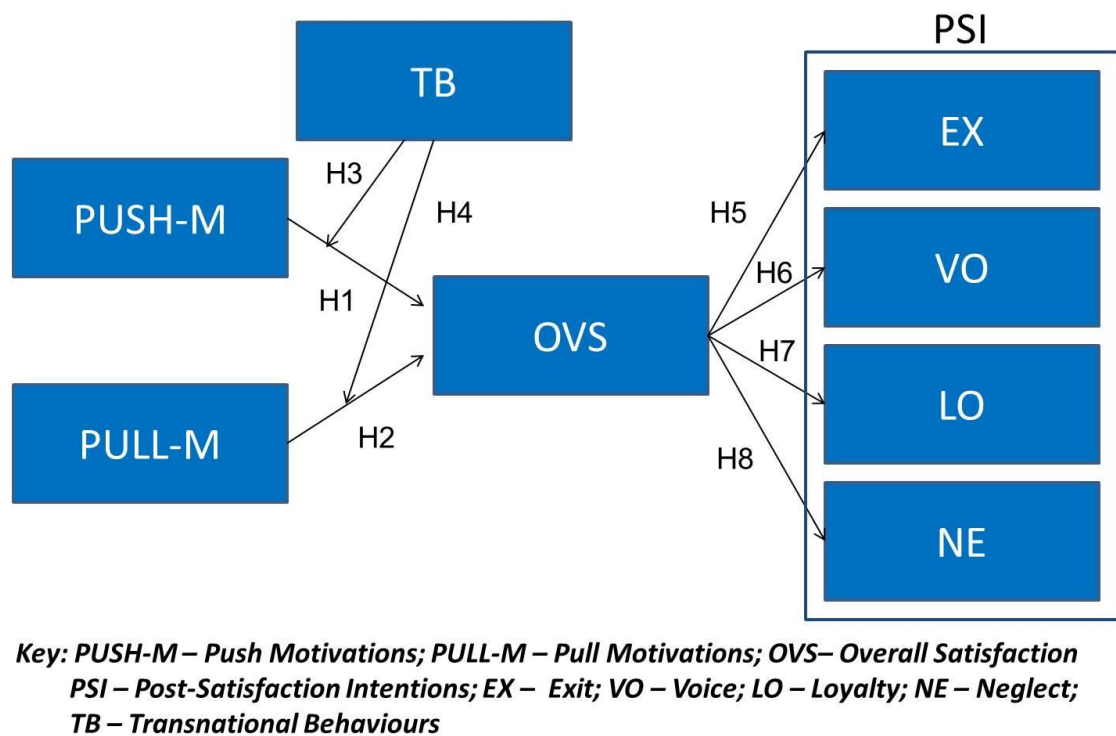 PSI
TB
EX
H3
PUSH-M
H4
H5
VO
H6
H1
OVS
H7
LO
H2
PULL-M
H8
NE
Key: PUSH-M – Push Motivations; PULL-M – Pull Motivations; OVS– Overall Satisfaction
PSI – Post-Satisfaction Intentions; EX – Exit; VO – Voice; LO – Loyalty; NE – Neglect;
TB – Transnational Behaviours